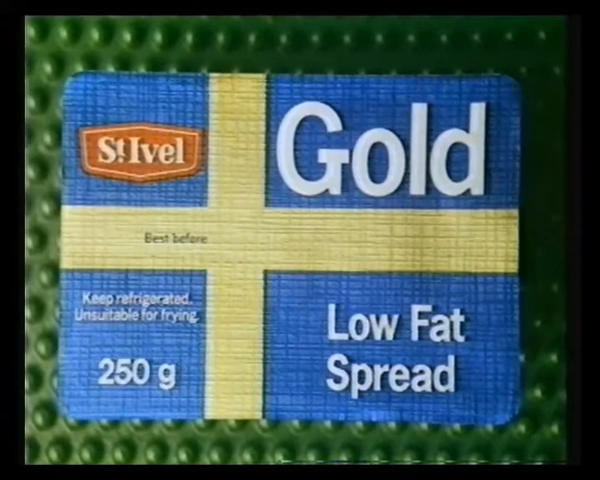 St Ivel
Gold
Best before
Keep refrigerated.
Unsuitable for frying.
250 g
Low Fat
Spread